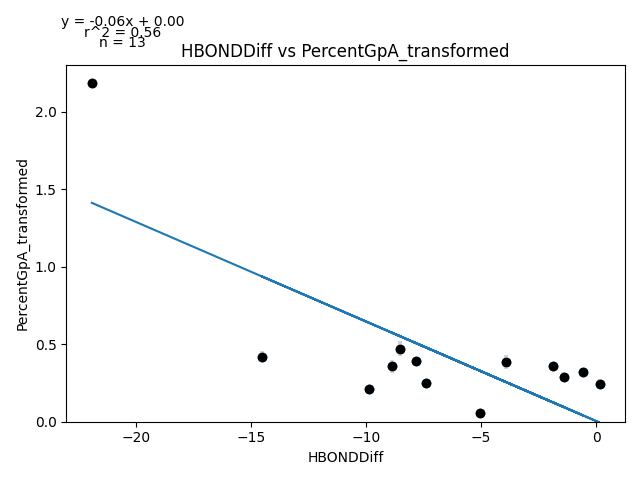 y = -0.06x + 0.00
r^2 = 0.56
n = 13
HBONDDiff vs PercentGpA_transformed
2.0
1.5
1.0
0.5
0.0
PercentGpA_transformed
−20
−15
−10
−5
0
HBONDDiff